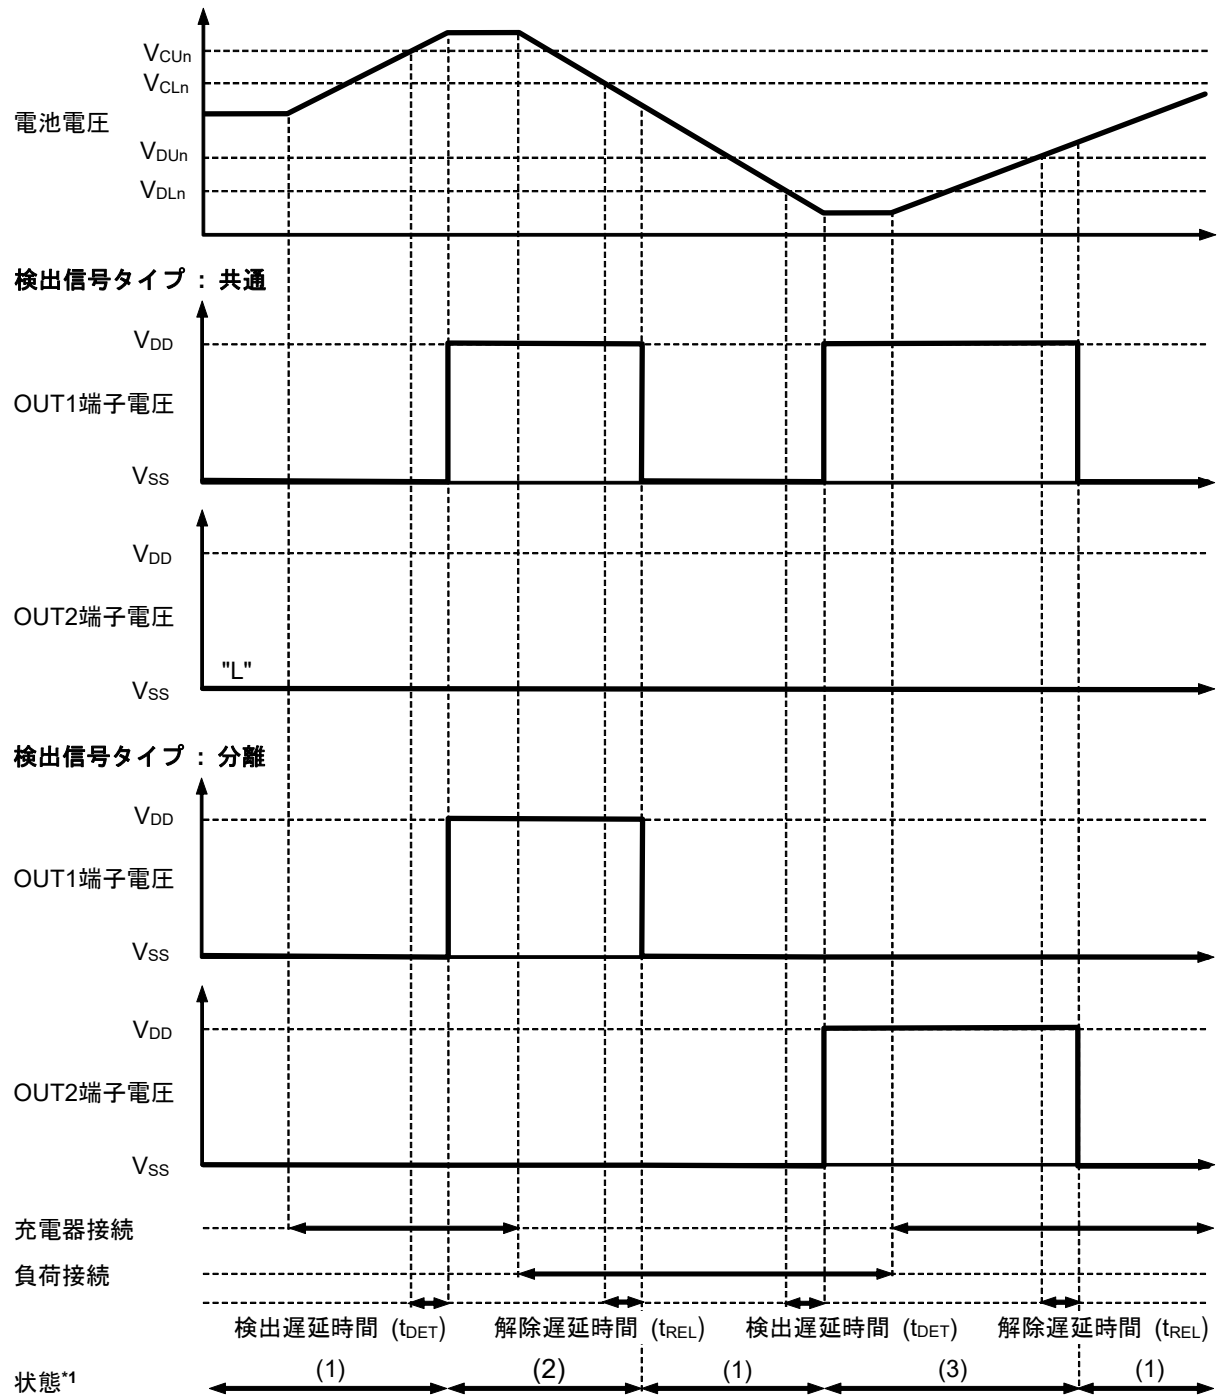 VCUn
VCLn
電池電圧
VDUn
VDLn
検出信号タイプ : 共通
VDD
OUT1端子電圧
VSS
VDD
OUT2端子電圧
"L"
VSS
検出信号タイプ : 分離
VDD
OUT1端子電圧
VSS
VDD
OUT2端子電圧
VSS
充電器接続
負荷接続
検出遅延時間 (tDET) 解除遅延時間 (tREL) 検出遅延時間 (tDET) 解除遅延時間 (tREL)
状態*1 (1) (2) (1) (3) (1)